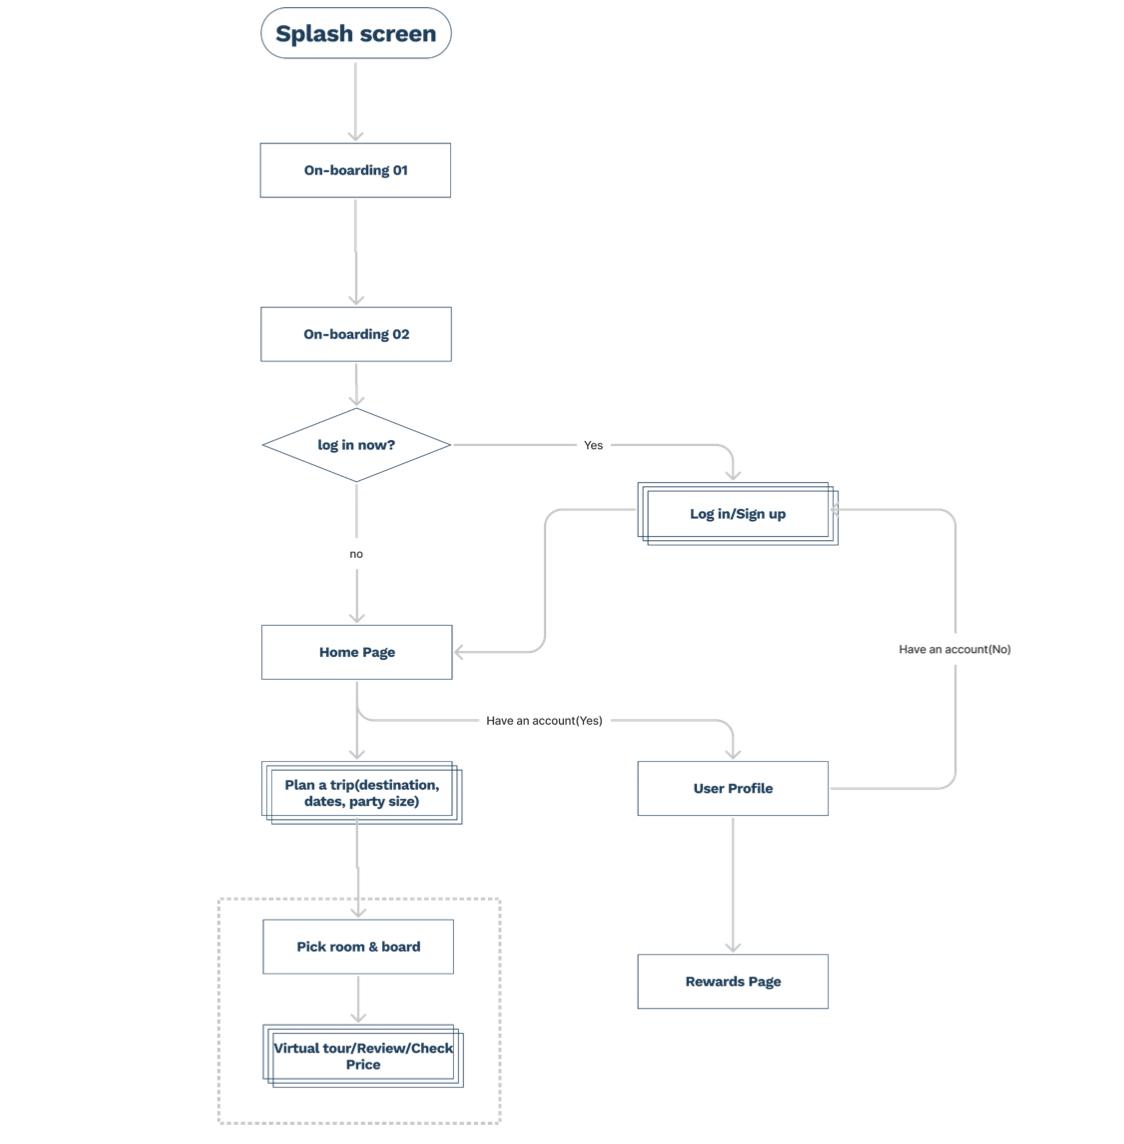 Splash screen
On-boarding 01
On-boarding 02
log in now?
Yes
Log in/Sign up
no
Home Page
Have an account(No)
Have an account(Yes)
Plan a trip(destination,
dates, party size)
User Profile
Pick room & board
Rewards Page
Virtual tour/Review/Check
Price